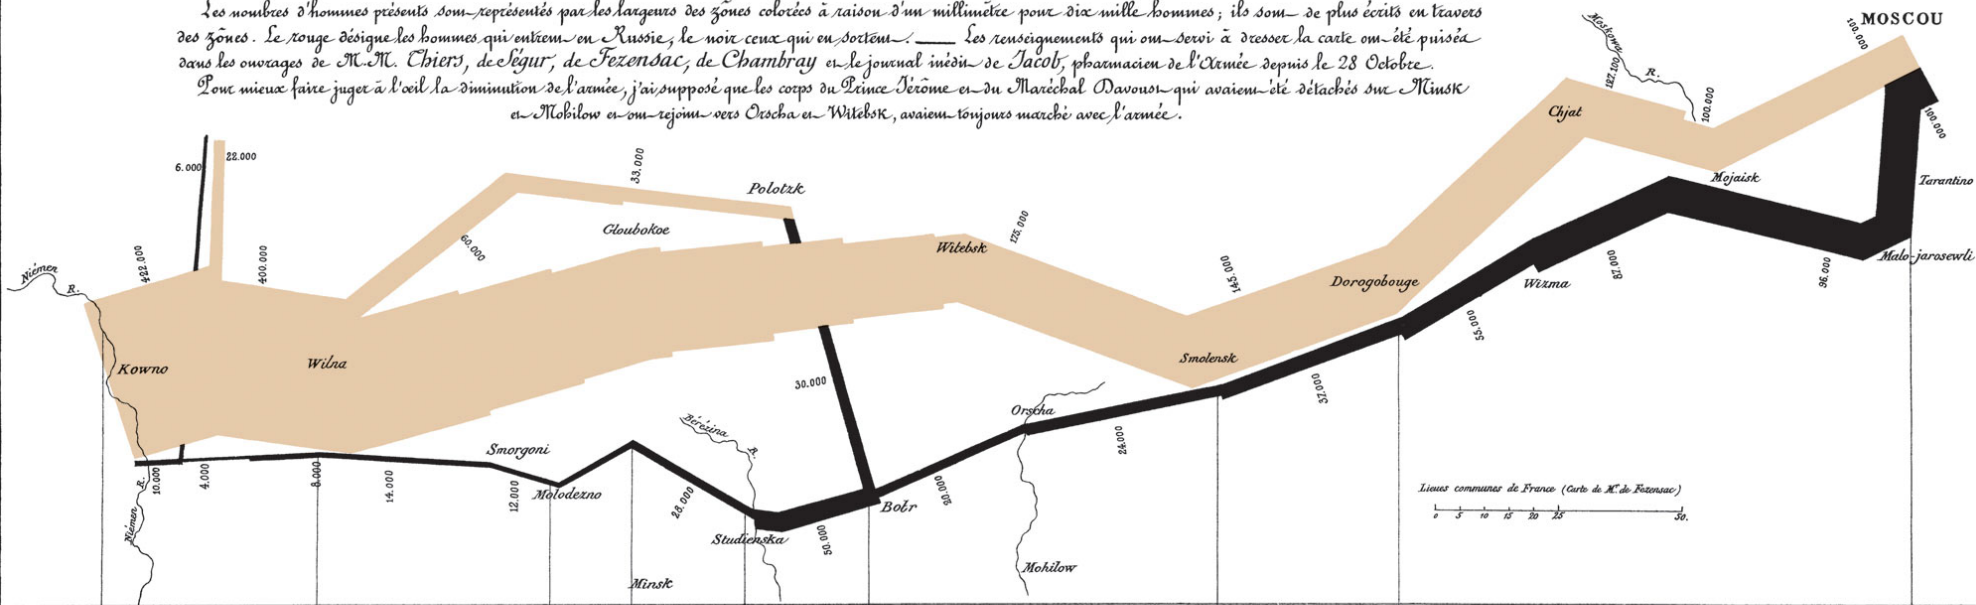 Les nombres d'hommes présents sont représentés par les largeurs des zônes colorées à raison d'un millimètre pour dix mille hommes; ils sont de plus écrits en travers
des zônes. Le rouge désigne les hommes qui entrent en Russie, le noir ceux qui en sortent. — Les renseignements qui ont servi à dresser la carte ont été puisés
dans les ouvrages de M.M. Thiers, de Ségur, de Fezensac, de Chambray et le journal inédit de Jacob, pharmacien de l'Armée depuis le 28 Octobre.
Pour mieux faire juger à l'œil la diminution de l'armée, j'ai supposé que les corps du Prince Jérôme et du Maréchal Davoust qui avaient été détachés sur Minsk
et Mohilow et ont rejoint vers Orscha et Witebsk, avaient toujours marché avec l'armée.
MOSCOU
100.000
100.000
Moskowa
R.
127.100
100.000
Chjat
Mojaisk
Tarantino
Malo-jarosewli
6.000
22.000
33.000
Polotzk
Gloubokoe
60.000
422.000
400.000
Witebsk
175.000
145.000
Dorogobouge
Wizma
87.000
96.000
55.000
Niémen
R.
Kowno
Wilna
Smolensk
37.000
30.000
Orscha
24.000
Bérézina
R.
Smorgoni
Molodezno
10.000
4.000
8.000
14.000
12.000
28.000
20.000
Bobr
Studienska
50.000
Niémen
R.
Minsk
Mohilow
Lieues communes de France (Carte de M. de Fezensac)
0 5 10 15 20 25 50.